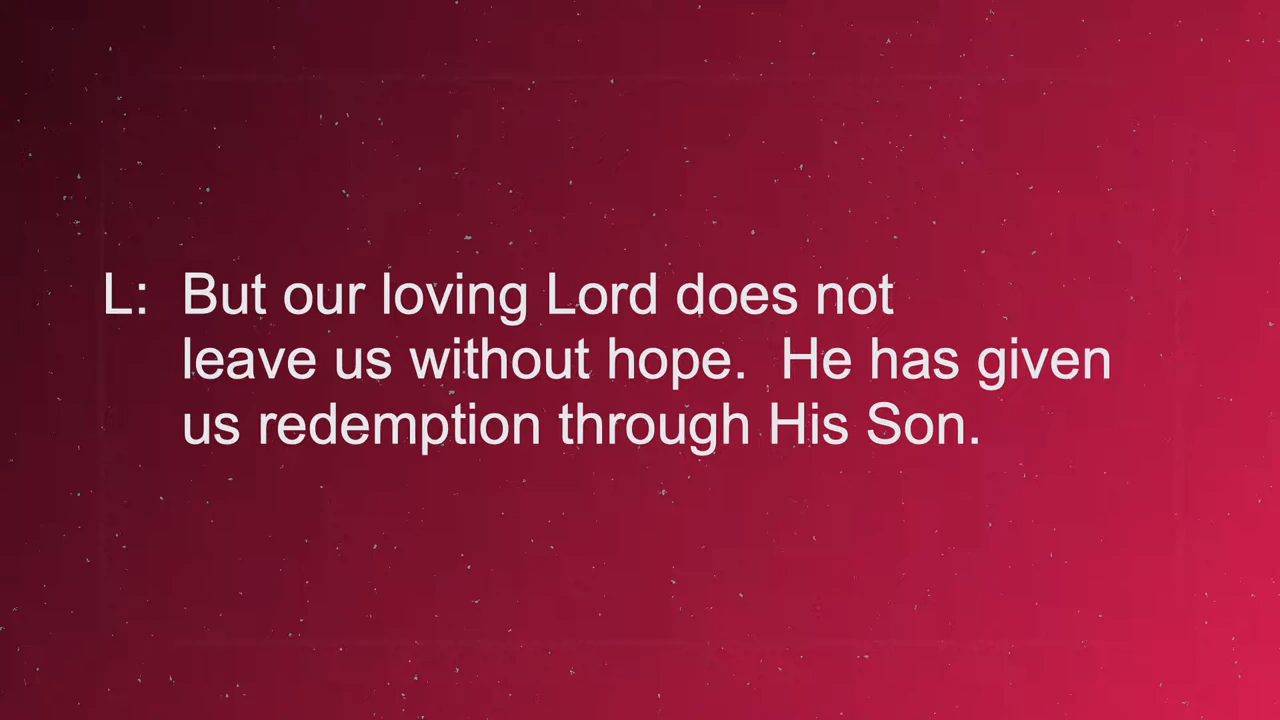 L:  But our loving Lord does not
leave us without hope.  He has given
us redemption through His Son.